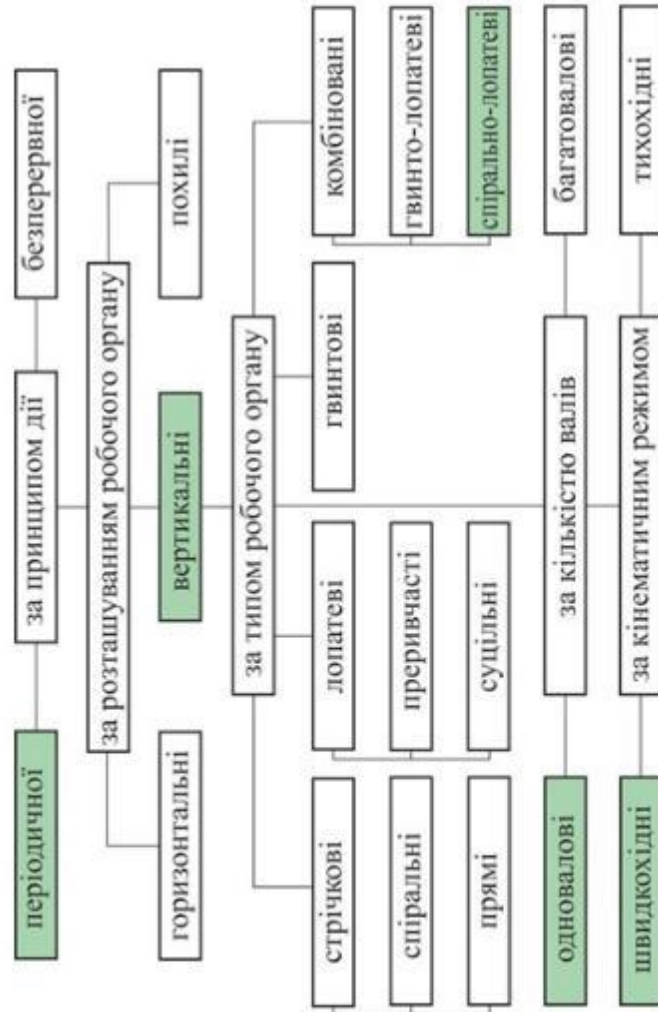 періодичної
за принципом дії
безперервної
за розташуванням робочого органу
горизонтальні
вертикальні
похилі
за типом робочого органу
стрічкові
лопатеві
гвинтові
комбіновані
спіральні
преривчасті
гвинто-лопатеві
прямі
суцільні
спірально-лопатеві
одновалові
за кількістю валів
багатовалові
швидкохідні
за кінематичним режимом
тихохідні